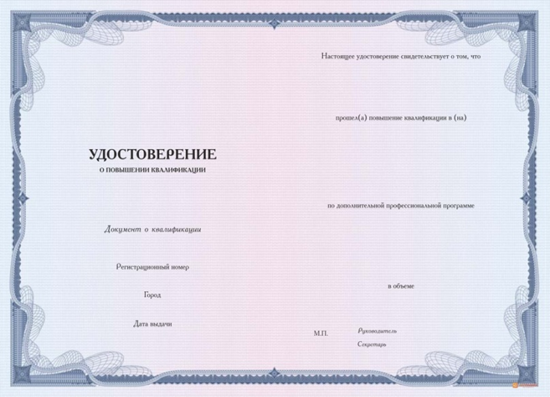 УДОСТОВЕРЕНИЕ
О ПОВЫШЕНИИ КВАЛИФИКАЦИИ
Документ о квалификации
Регистрационный номер
Город
Дата выдачи
Настоящее удостоверение свидетельствует о том, что
прошел(а) повышение квалификации в (на)
по дополнительной профессиональной программе
в объеме
М.П.
Руководитель
Секретарь